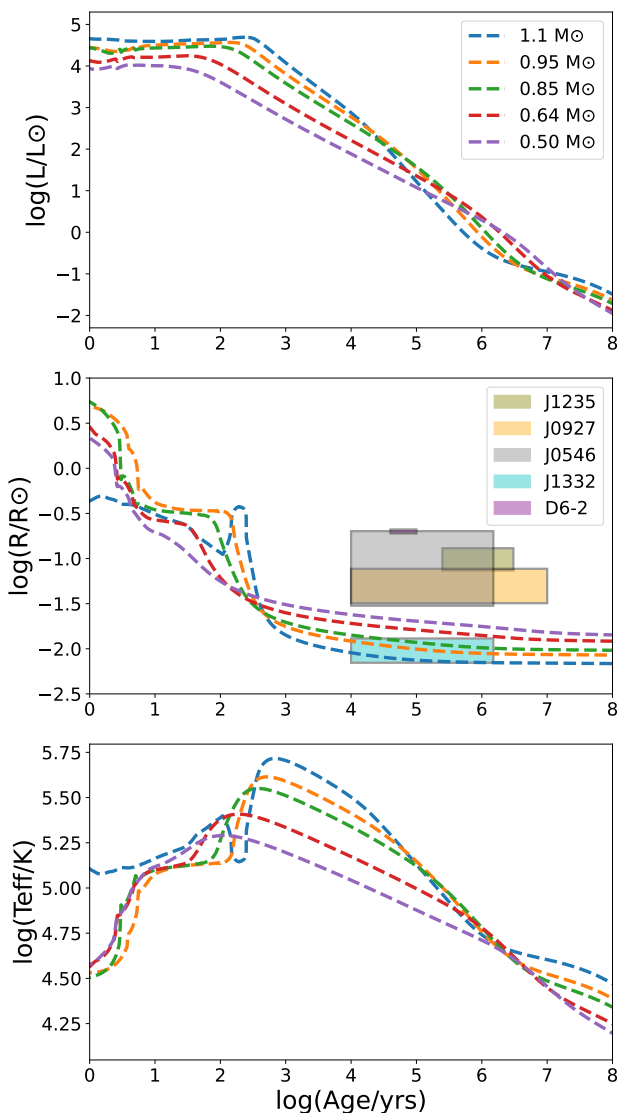 log(L/L⊙)
5
4
3
2
1
0
−1
−2
1.1 M⊙
0.95 M⊙
0.85 M⊙
0.64 M⊙
0.50 M⊙
0 1 2 3 4 5 6 7 8
log(R/R⊙)
1.0
0.5
0.0
−0.5
−1.0
−1.5
−2.0
−2.5
J1235
J0927
J0546
J1332
D6-2
0 1 2 3 4 5 6 7 8
log(Teff/K)
5.75
5.50
5.25
5.00
4.75
4.50
4.25
0 1 2 3 4 5 6 7 8
log(Age/yrs)